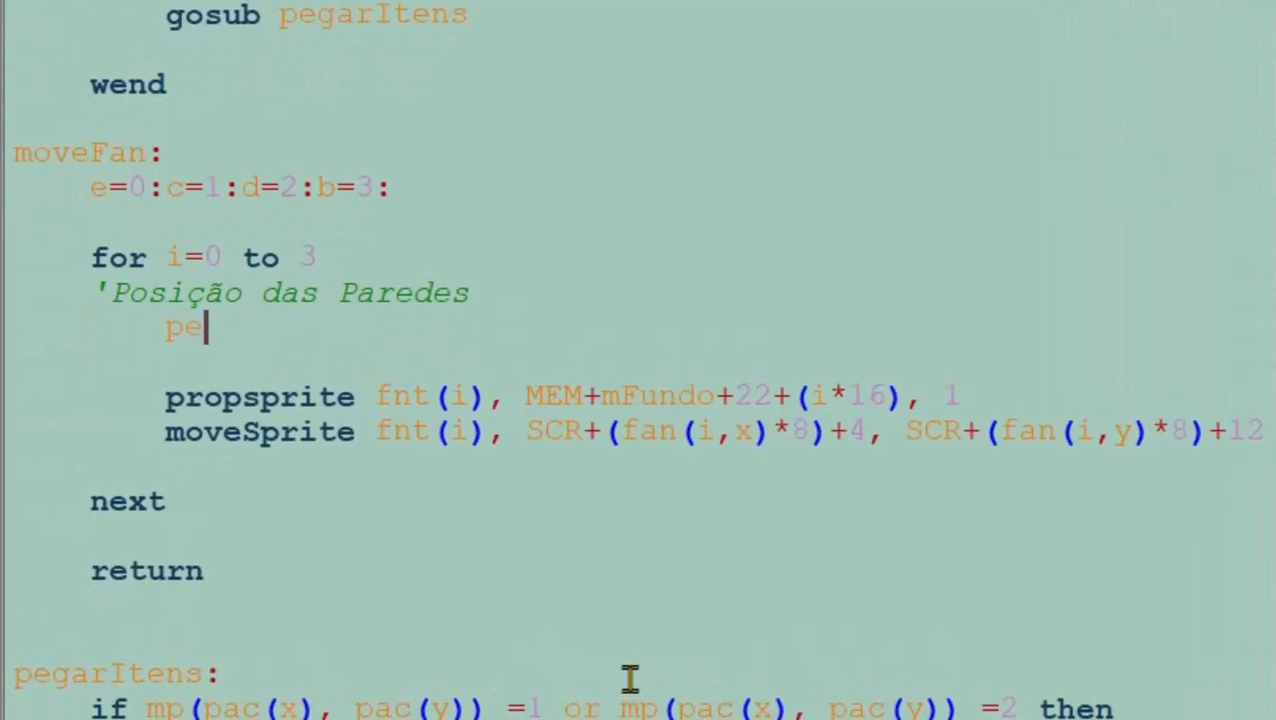 gosub pegarItens
wend
moveFan:
e=0:c=1:d=2:b=3:
for i=0 to 3
'Posição das Paredes
pe
propsprite fnt(i), MEM+mFundo+22+(i*16), 1
moveSprite fnt(i), SCR+(fan(i,x)*8)+4, SCR+(fan(i,y)*8)+12
next
return
pegarItens:
if mp(pac(x), pac(y)) =1 or mp(pac(x), pac(y)) =2 then